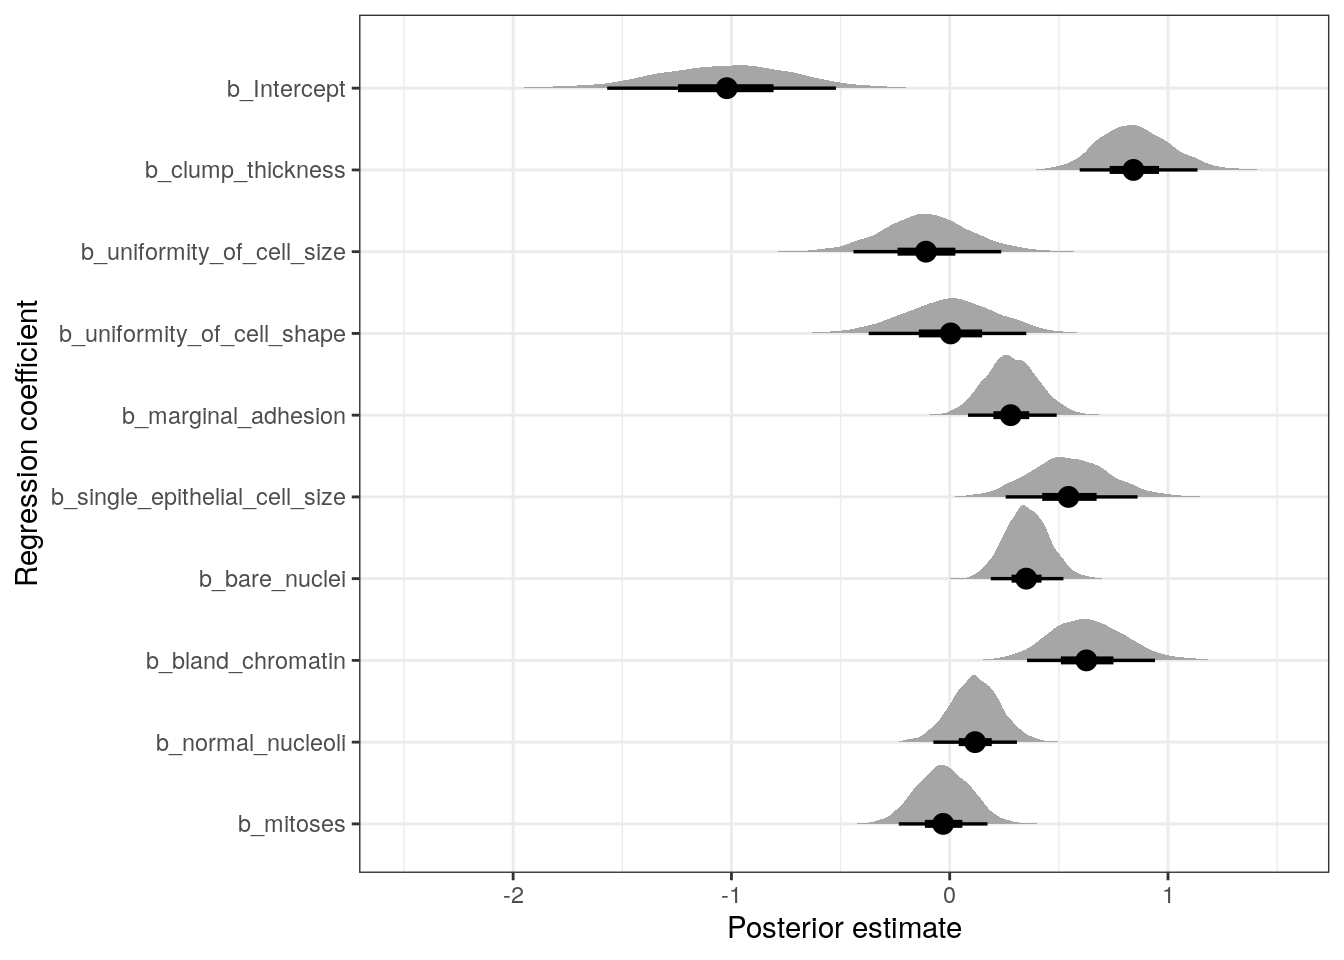 b_Intercept
b_clump_thickness
b_uniformity_of_cell_size
b_uniformity_of_cell_shape
b_marginal_adhesion
b_single_epithelial_cell_size
b_bare_nuclei
b_bland_chromatin
b_normal_nucleoli
b_mitoses
Regression coefficient
-2 -1 0 1
Posterior estimate